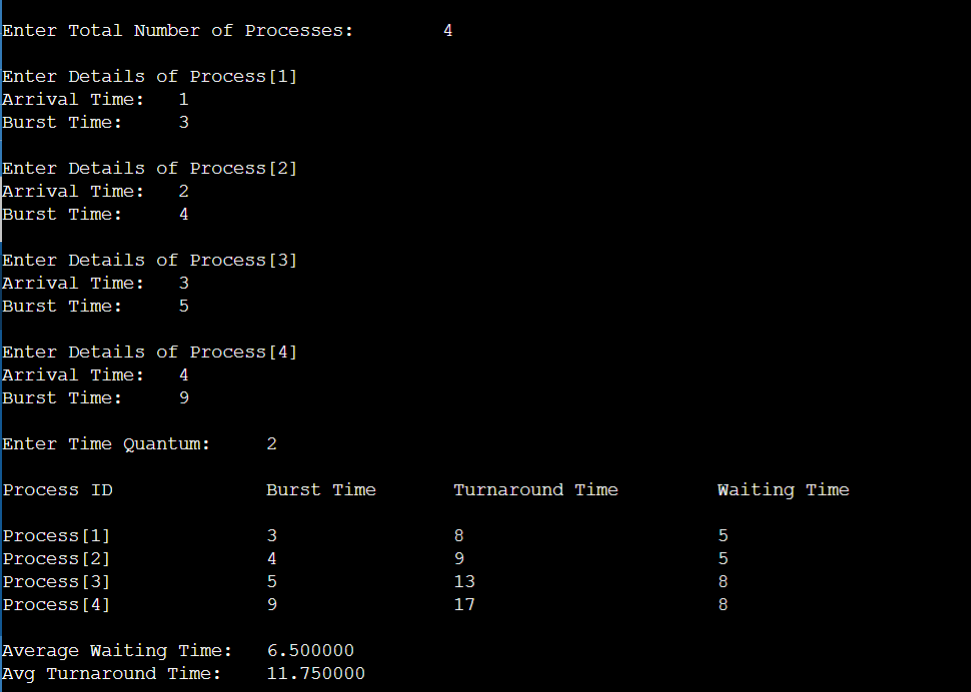 Enter Total Number of Processes: 4
Enter Details of Process[1]
Arrival Time: 1
Burst Time: 3
Enter Details of Process[2]
Arrival Time: 2
Burst Time: 4
Enter Details of Process[3]
Arrival Time: 3
Burst Time: 5
Enter Details of Process[4]
Arrival Time: 4
Burst Time: 9
Enter Time Quantum: 2
Process ID Burst Time Turnaround Time Waiting Time
Process[1] 3 8 5
Process[2] 4 9 5
Process[3] 5 13 8
Process[4] 9 17 8
Average Waiting Time: 6.500000
Avg Turnaround Time: 11.750000